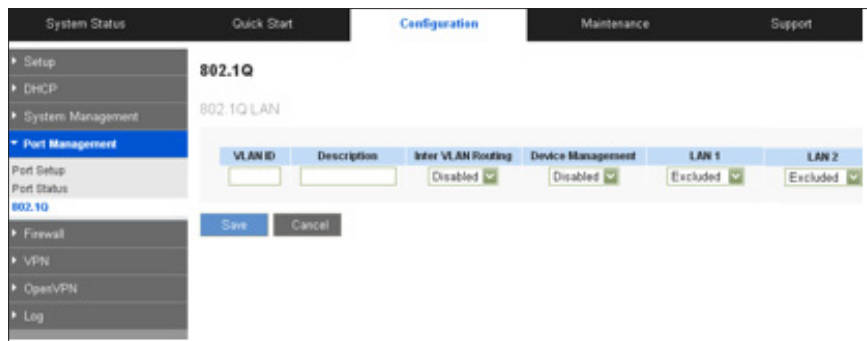 System Status Quick Start Configuration Maintenance Support
Setup
DHCP
System Management
Port Management
Port Setup
Port Status
802.1Q
Firewall
VPN
OpenVPN
Log
802.1Q
802.1Q LAN
VLAN ID Description Inter VLAN Routing Device Management LAN 1 LAN 2
Disabled Disabled Excluded Excluded
Save Cancel